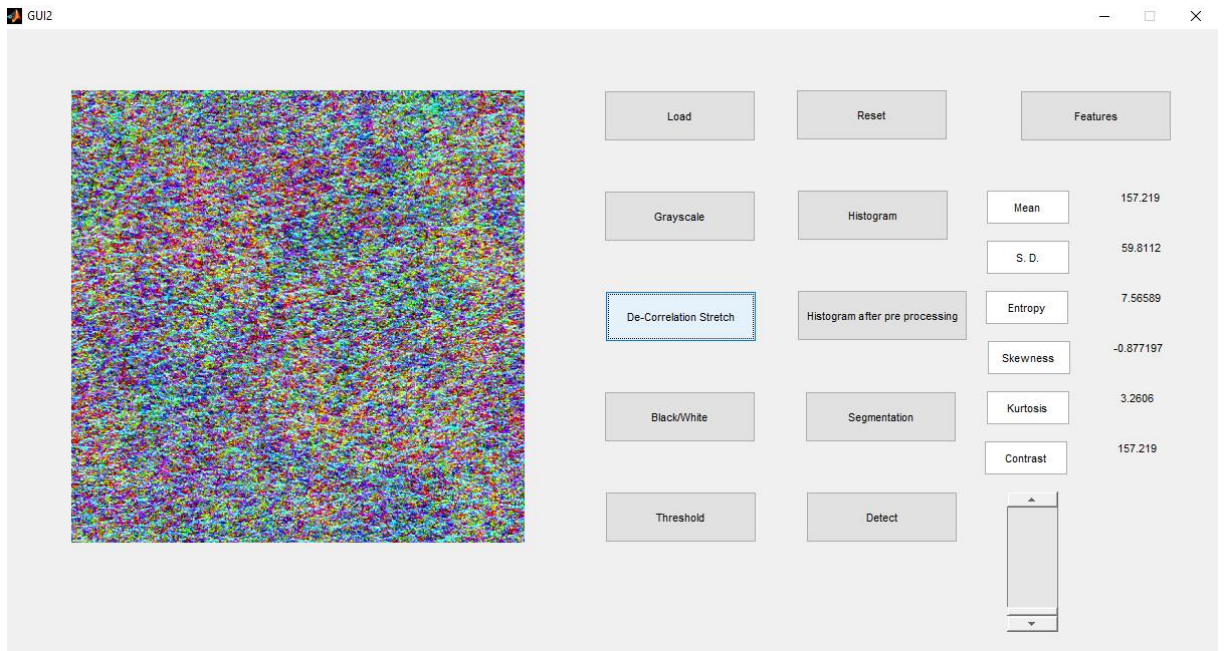 GUI2
Load
Reset
Features
Grayscale
Histogram
Mean
157.219
S. D.
59.8112
De-Correlation Stretch
Histogram after pre processing
Entropy
7.56589
Skewness
-0.877197
Black/White
Segmentation
Kurtosis
3.2606
Contrast
157.219
Threshold
Detect